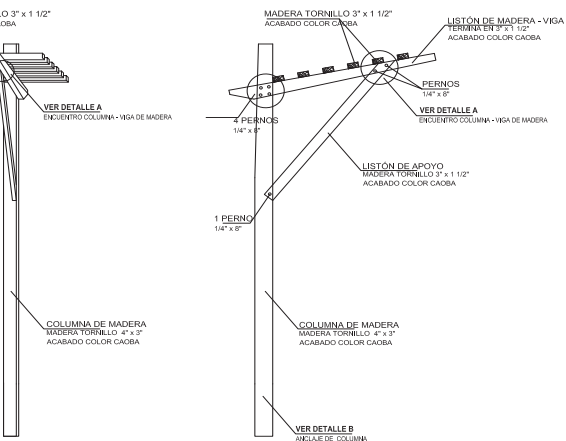 LO 3" x 1 1/2"
OBA
VER DETALLE A
ENCUENTRO COLUMNA - VIGA DE MADERA
COLUMNA DE MADERA
MADERA TORNILLO 4" x 3"
ACABADO COLOR CAOBA
MADERA TORNILLO 3" x 1 1/2"
ACABADO COLOR CAOBA
LISTÓN DE MADERA - VIGA
TERMINA EN 3" x 1 1/2"
ACABADO COLOR CAOBA
PERNOS
1/4" x 8"
VER DETALLE A
ENCUENTRO COLUMNA - VIGA DE MADERA
4 PERNOS
1/4" x 8"
LISTÓN DE APOYO
MADERA TORNILLO 3" x 1 1/2"
ACABADO COLOR CAOBA
1 PERNO
1/4" x 8"
COLUMNA DE MADERA
MADERA TORNILLO 4" x 3"
ACABADO COLOR CAOBA
VER DETALLE B
ANCLAJE DE COLUMNA